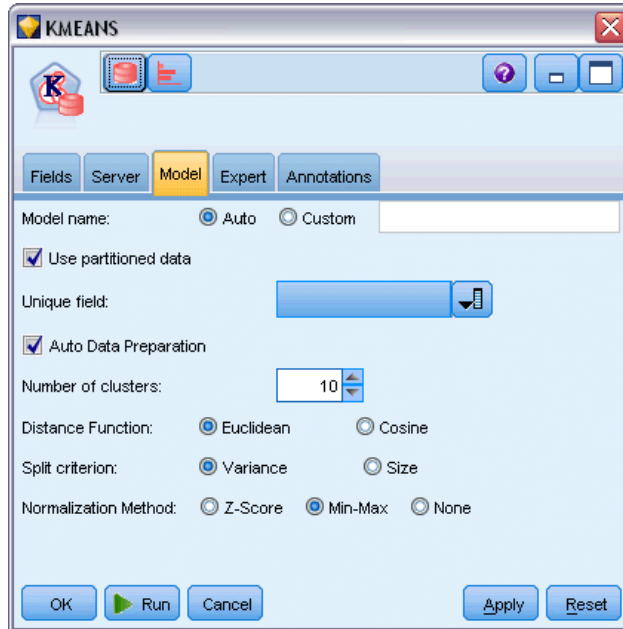 KMEANS
K
Fields Server Model Expert Annotations
Model name: Auto Custom
Use partitioned data
Unique field:
Auto Data Preparation
Number of clusters: 10
Distance Function: Euclidean Cosine
Split criterion: Variance Size
Normalization Method: Z-Score Min-Max None
OK Run Cancel Apply Reset